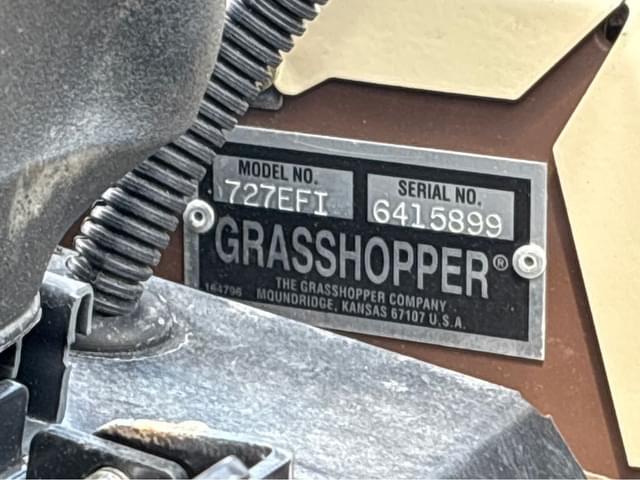 MODEL NO.
727EFI
SERIAL NO.
6415899
GRASSHOPPER®
164796
THE GRASSHOPPER COMPANY
MOUNDRIDGE, KANSAS 67107 U.S.A.